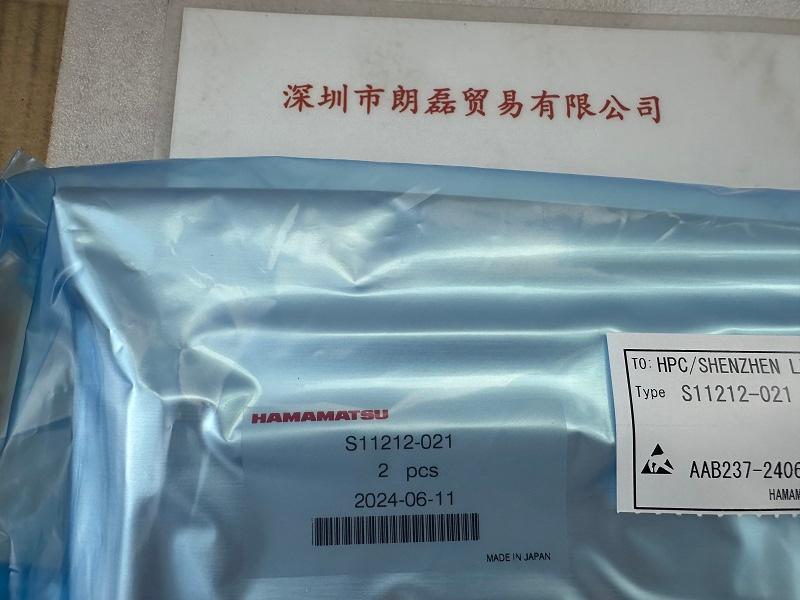 深圳市朗磊贸易有限公司
HAMAMATSU
S11212-021
2 pcs
2024-06-11
MADE IN JAPAN
TO: HPC/SHENZHEN
Type S11212-021
AAB237-2406
HAMAM